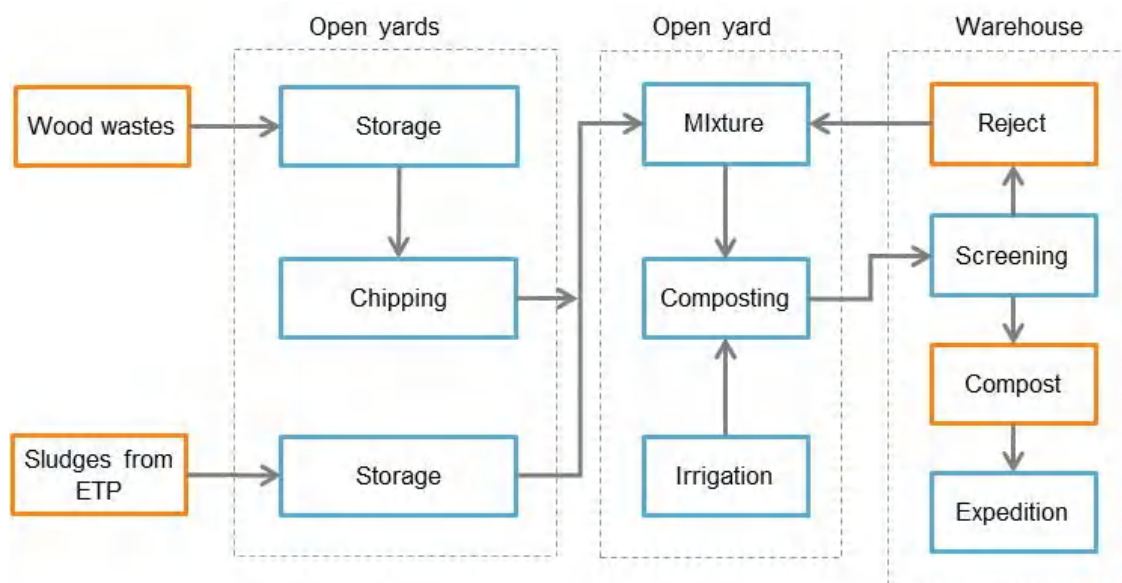 Open yards
Open yard
Warehouse
Wood wastes
Storage
MIxture
Reject
Chipping
Composting
Screening
Compost
Sludges from
ETP
Storage
Irrigation
Expedition